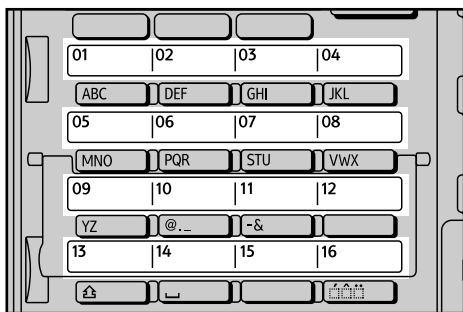 01 02 03 04
ABC DEF GHI JKL
05 06 07 08
MNO PQR STU VWX
09 10 11 12
YZ @._ -&
13 14 15 16
áâä